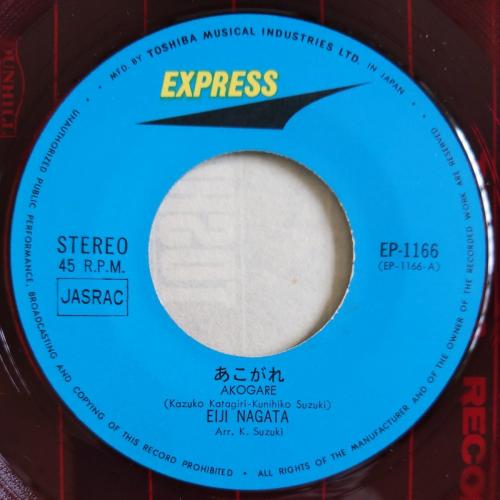 MFD. BY TOSHIBA MUSICAL INDUSTRIES LTD. IN JAPAN.
EXPRESS
STEREO
45 R.P.M.
JASRAC
EP-1166
(EP-1166-A)
あこがれ
AKOGARE
(Kazuko Katagiri-Kunihiko Suzuki)
EIJI NAGATA
Arr. K. Suzuki
UNAUTHORIZED PUBLIC PERFORMANCE, BROADCASTING AND COPYING OF THIS RECORD PROHIBITED • ALL RIGHTS OF THE MANUFACTURER AND OF THE OWNER OF THE RECORDED WORK RESERVED
DUNHILL
RECO